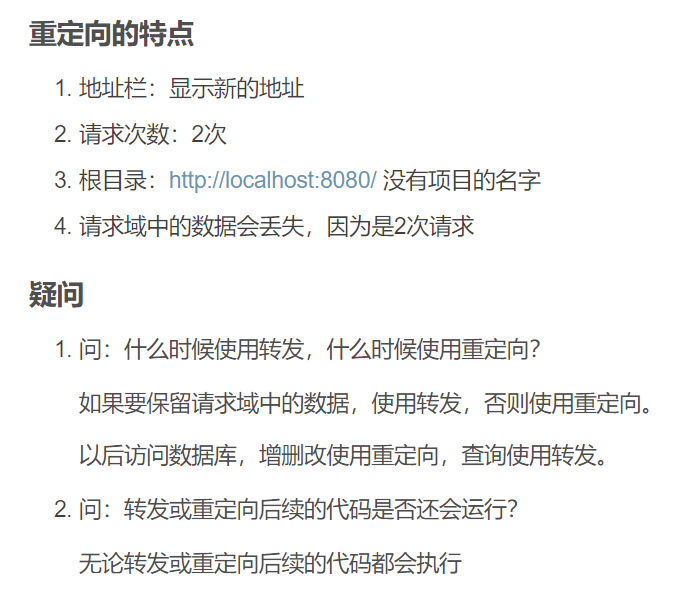 重定向的特点
1. 地址栏：显示新的地址
2. 请求次数：2次
3. 根目录：http://localhost:8080/ 没有项目的名字
4. 请求域中的数据会丢失，因为是2次请求
疑问
1. 问：什么时候使用转发，什么时候使用重定向？
如果要保留请求域中的数据，使用转发，否则使用重定向。
以后访问数据库，增删改使用重定向，查询使用转发。
2. 问：转发或重定向后续的代码是否还会运行？
无论转发或重定向后续的代码都会执行